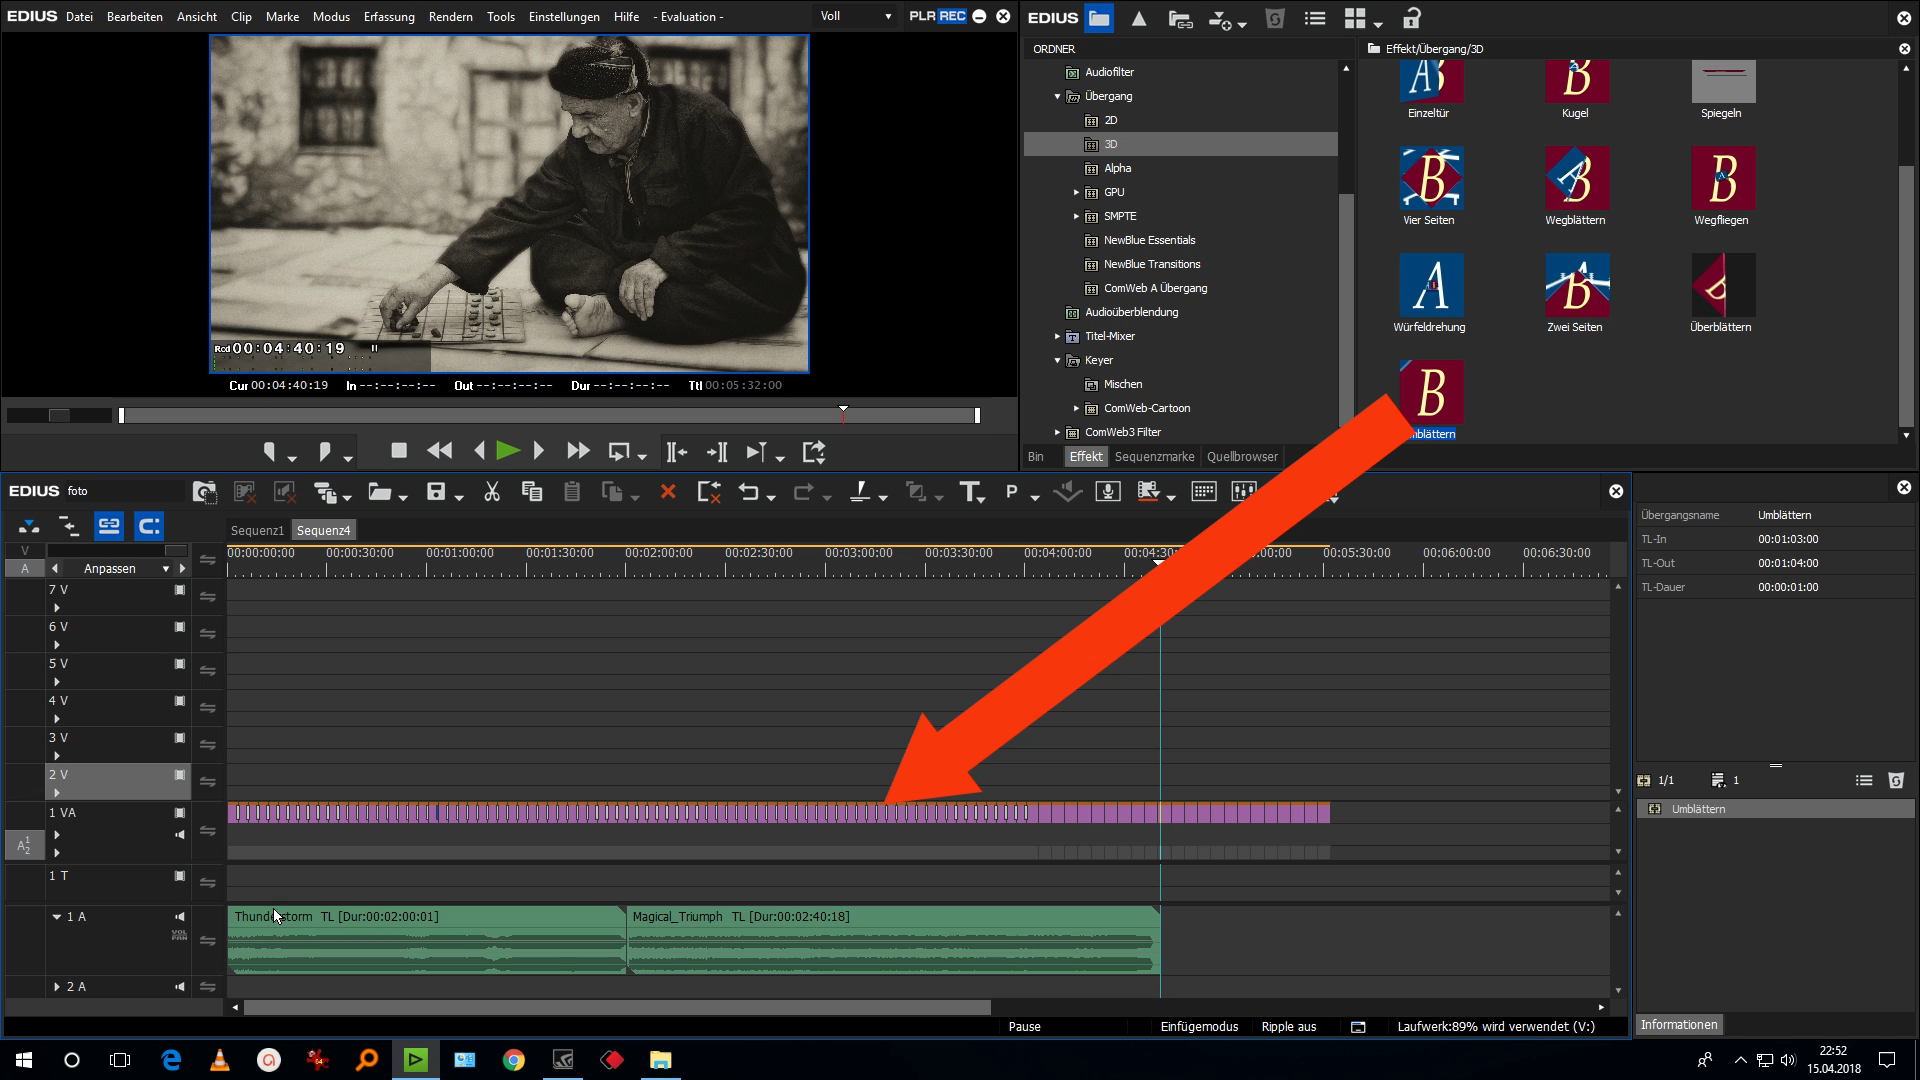 EDIUS Datei Bearbeiten Ansicht Clip Marke Modus Erfassung Rendern Tools Einstellungen Hilfe - Evaluation - Voll PLR REC
Rcd 00:04:40:19
Cur 00:04:40:19 In --:--:--:-- Out --:--:--:-- Dur --:--:--:-- Ttl 00:05:32:00
EDIUS
ORDNER
Audiofilter
Übergang
2D
3D
Alpha
GPU
SMPTE
NewBlue Essentials
NewBlue Transitions
ComWeb A Übergang
Audioüberblendung
Titel-Mixer
Keyer
Mischen
ComWeb-Cartoon
ComWeb3 Filter
Bin Effekt Sequenzmarke Quellbrowser
Effekt/Übergang/3D
Einzeltür Kugel Spiegeln
Vier Seiten Wegblättern Wegfliegen
Würfeldrehung Zwei Seiten Überblättern
mblättern
EDIUS foto
Sequenz1 Sequenz4
V
A Anpassen
00:00:00:00 00:00:30:00 00:01:00:00 00:01:30:00 00:02:00:00 00:02:30:00 00:03:00:00 00:03:30:00 00:04:00:00 00:04:30 00:00 00:05:30:00 00:06:00:00 00:06:30:00
7 V
6 V
5 V
4 V
3 V
2 V
1 VA
1 T
1 A
VOL
PAN
2 A
Thunderstorm TL [Dur:00:02:00:01] Magical_Triumph TL [Dur:00:02:40:18]
Pause Einfügemodus Ripple aus Laufwerk:89% wird verwendet (V:)
Übergangsname Umblättern
TL-In 00:01:03:00
TL-Out 00:01:04:00
TL-Dauer 00:00:01:00
1/1 1
Umblättern
Informationen
22:52
15.04.2018